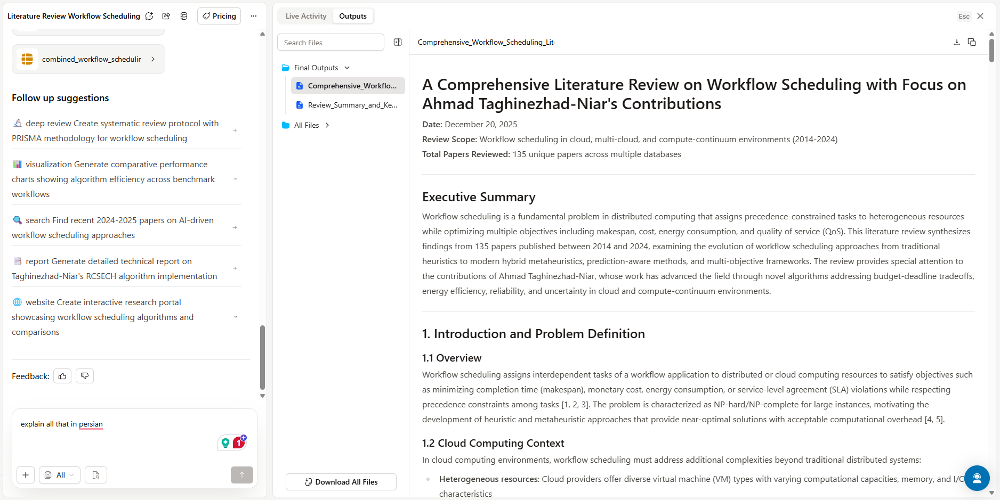 Literature Review Workflow Scheduling
Pricing
combined_workflow_schedulin
Follow up suggestions
deep review Create systematic review protocol with
PRISMA methodology for workflow scheduling
visualization Generate comparative performance
charts showing algorithm efficiency across benchmark
workflows
search Find recent 2024-2025 papers on AI-driven
workflow scheduling approaches
report Generate detailed technical report on
Taghinezhad-Niar's RCSECH algorithm implementation
website Create interactive research portal
showcasing workflow scheduling algorithms and
comparisons
Feedback:
explain all that in persian
1
All
Live Activity
Outputs
Esc
Search Files
Final Outputs
Comprehensive_Workflo...
Review_Summary_and_Ke...
All Files
Download All Files
Comprehensive_Workflow_Scheduling_Lit
A Comprehensive Literature Review on Workflow Scheduling with Focus on
Ahmad Taghinezhad-Niar's Contributions
Date: December 20, 2025
Review Scope: Workflow scheduling in cloud, multi-cloud, and compute-continuum environments (2014-2024)
Total Papers Reviewed: 135 unique papers across multiple databases
Executive Summary
Workflow scheduling is a fundamental problem in distributed computing that assigns precedence-constrained tasks to heterogeneous resources
while optimizing multiple objectives including makespan, cost, energy consumption, and quality of service (QoS). This literature review synthesizes
findings from 135 papers published between 2014 and 2024, examining the evolution of workflow scheduling approaches from traditional
heuristics to modern hybrid metaheuristics, prediction-aware methods, and multi-objective frameworks. The review provides special attention to
the contributions of Ahmad Taghinezhad-Niar, whose work has advanced the field through novel algorithms addressing budget-deadline tradeoffs,
energy efficiency, reliability, and uncertainty in cloud and compute-continuum environments.
1. Introduction and Problem Definition
1.1 Overview
Workflow scheduling assigns interdependent tasks of a workflow application to distributed or cloud computing resources to satisfy objectives such
as minimizing completion time (makespan), monetary cost, energy consumption, or service-level agreement (SLA) violations while respecting
precedence constraints among tasks [1, 2, 3]. The problem is characterized as NP-hard/NP-complete for large instances, motivating the
development of heuristic and metaheuristic approaches that provide near-optimal solutions with acceptable computational overhead [4, 5].
1.2 Cloud Computing Context
In cloud computing environments, workflow scheduling must address additional complexities beyond traditional distributed systems:
Heterogeneous resources: Cloud providers offer diverse virtual machine (VM) types with varying computational capacities, memory, and I/O
characteristics